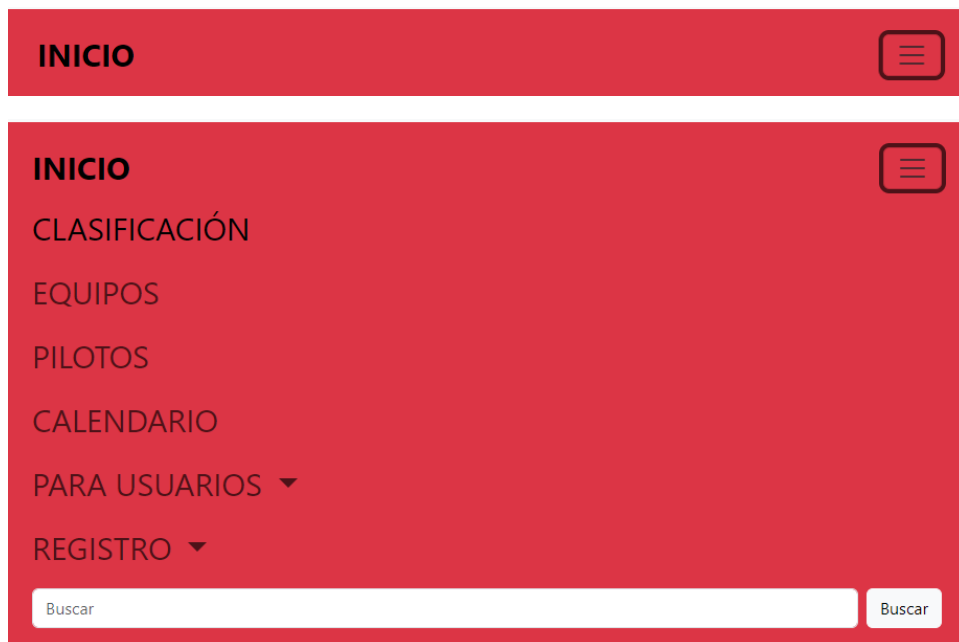 INICIO
INICIO
CLASIFICACIÓN
EQUIPOS
PILOTOS
CALENDARIO
PARA USUARIOS
REGISTRO
Buscar Buscar